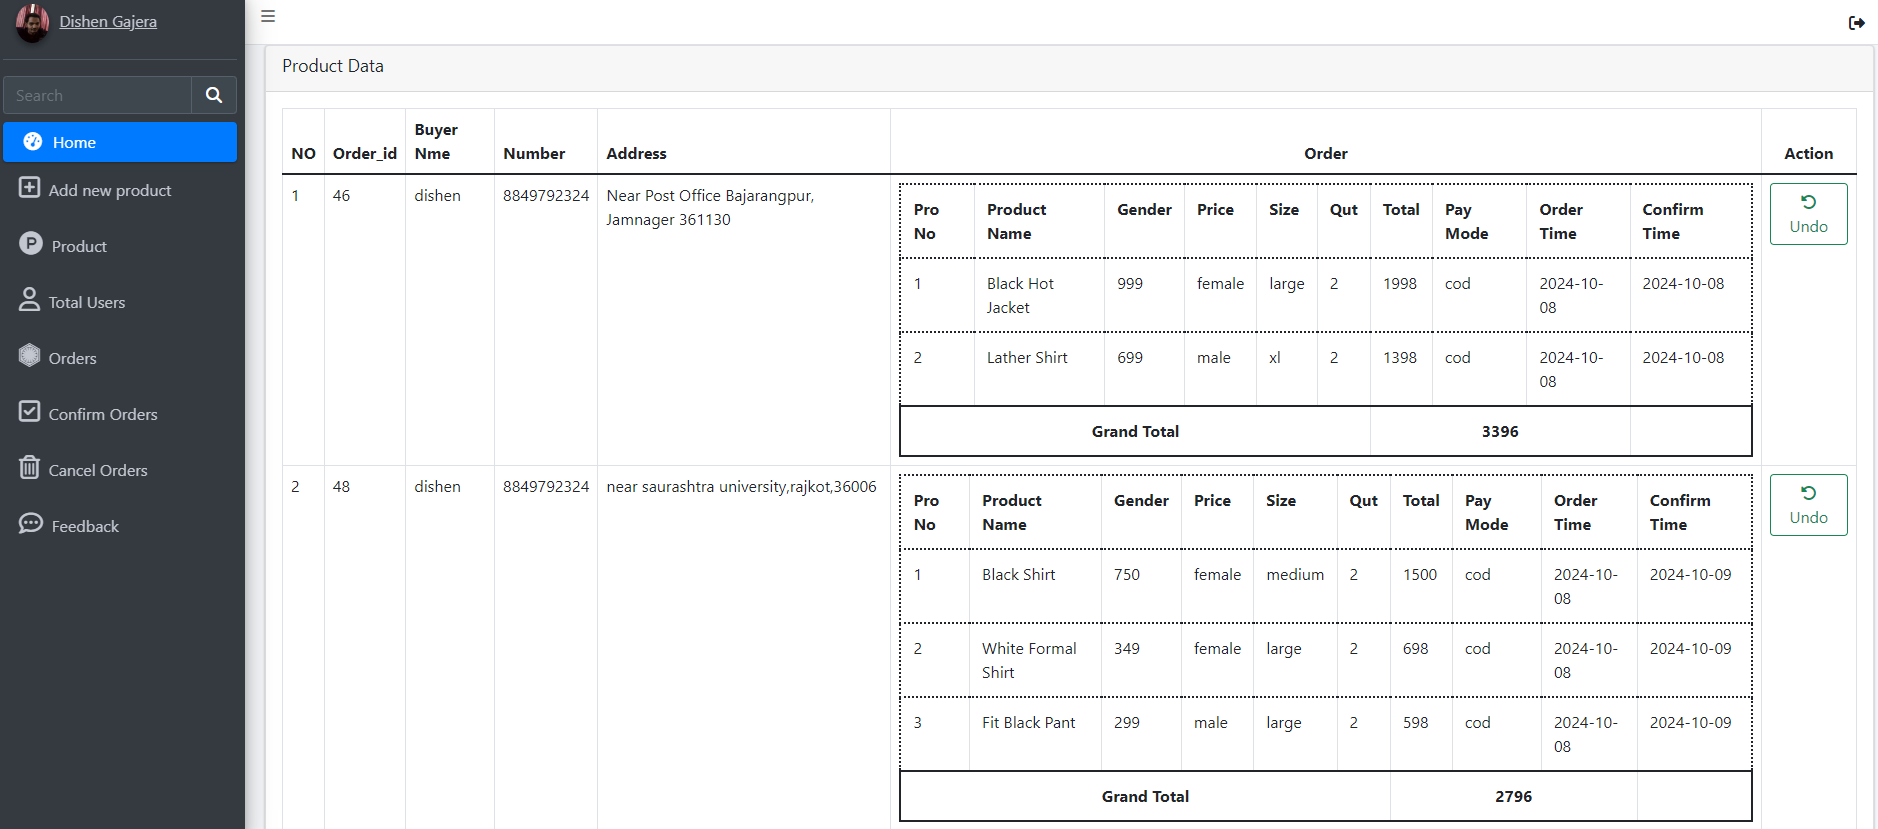 Dishen Gajera
Search
Home
Add new product
Product
Total Users
Orders
Confirm Orders
Cancel Orders
Feedback
Product Data
NO Order_id Buyer Nme Number Address Order Action
1 46 dishen 8849792324 Near Post Office Bajarangpur,
Jamnager 361130
Pro No Product Name Gender Price Size Qut Total Pay Mode Order Time Confirm Time
1 Black Hot Jacket 999 female large 2 1998 cod 2024-10-08 2024-10-08
2 Lather Shirt 699 male xl 2 1398 cod 2024-10-08 2024-10-08
Grand Total 3396
Undo
2 48 dishen 8849792324 near saurashtra university,rajkot,36006
Pro No Product Name Gender Price Size Qut Total Pay Mode Order Time Confirm Time
1 Black Shirt 750 female medium 2 1500 cod 2024-10-08 2024-10-09
2 White Formal Shirt 349 female large 2 698 cod 2024-10-08 2024-10-09
3 Fit Black Pant 299 male large 2 598 cod 2024-10-08 2024-10-09
Grand Total 2796
Undo